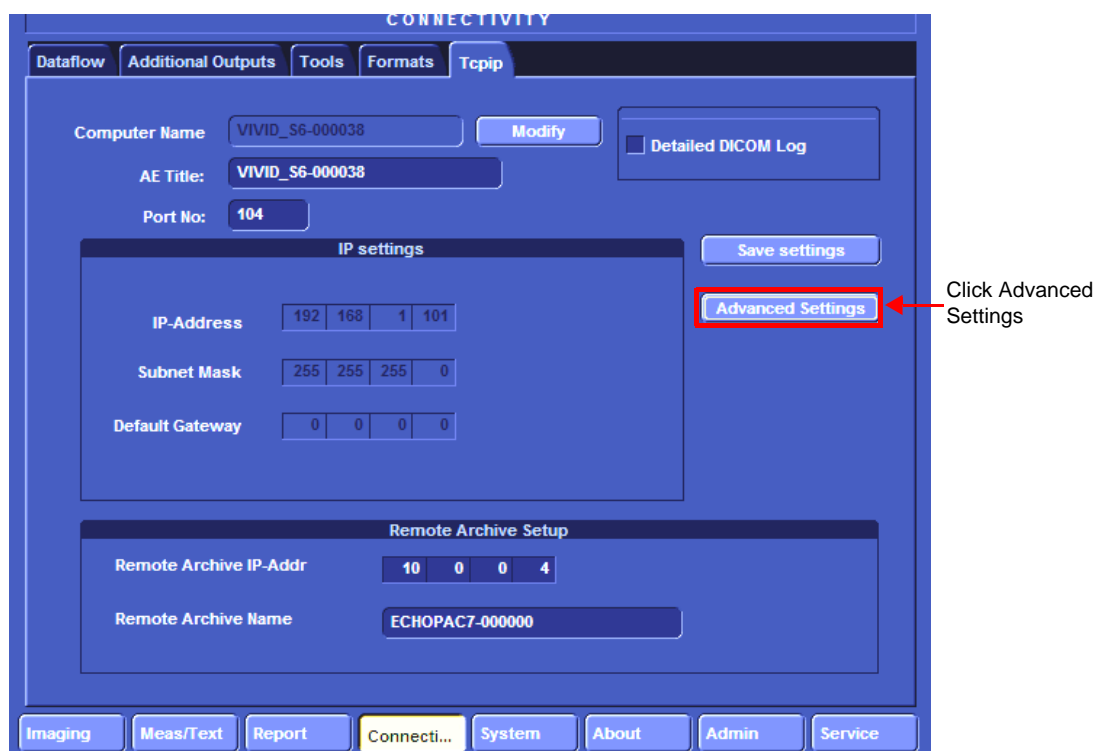 CONNECTIVITY
Dataflow Additional Outputs Tools Formats Tcpip
Computer Name VIVID_S6-000038 Modify
Detailed DICOM Log
AE Title: VIVID_S6-000038
Port No: 104
IP settings
Save settings
IP-Address 192 168 1 101
Advanced Settings
Click Advanced
Settings
Subnet Mask 255 255 255 0
Default Gateway 0 0 0 0
Remote Archive Setup
Remote Archive IP-Addr 10 0 0 4
Remote Archive Name ECHOPAC7-000000
Imaging Meas/Text Report Connecti... System About Admin Service